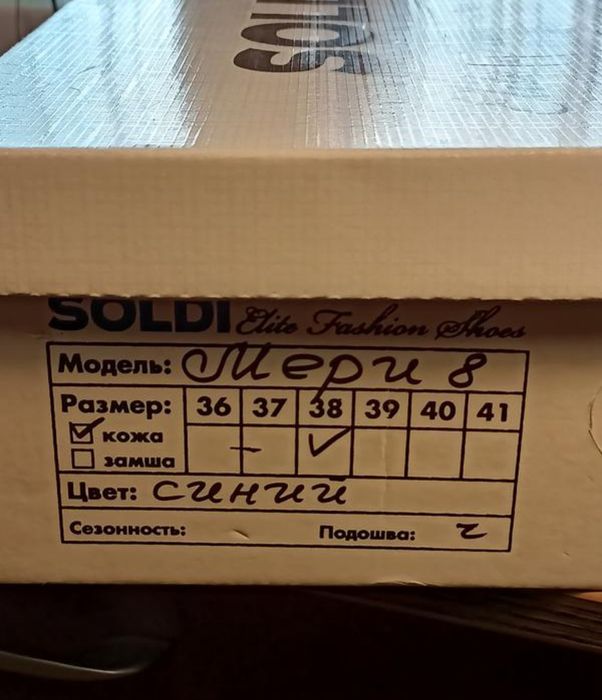 SOLDI
SOLDI Elite Fashion Shoes
Модель: Мери 8
Размер: 36 37 38 39 40 41
кожа
замша
Цвет: синий
Сезонность: Подошва: ч